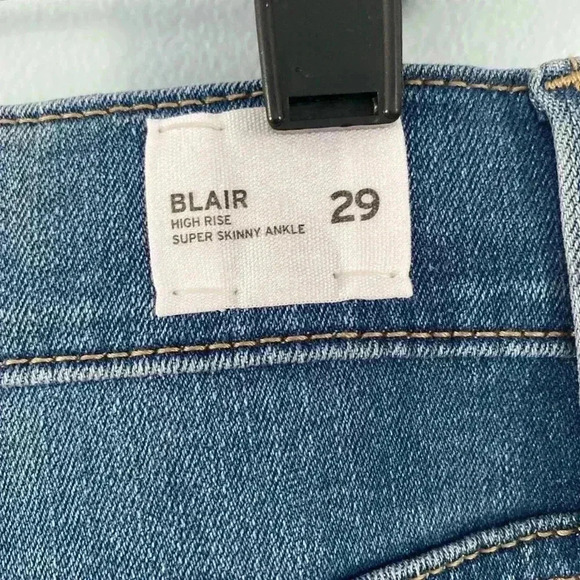 BLAIR 29
HIGH RISE
SUPER SKINNY ANKLE